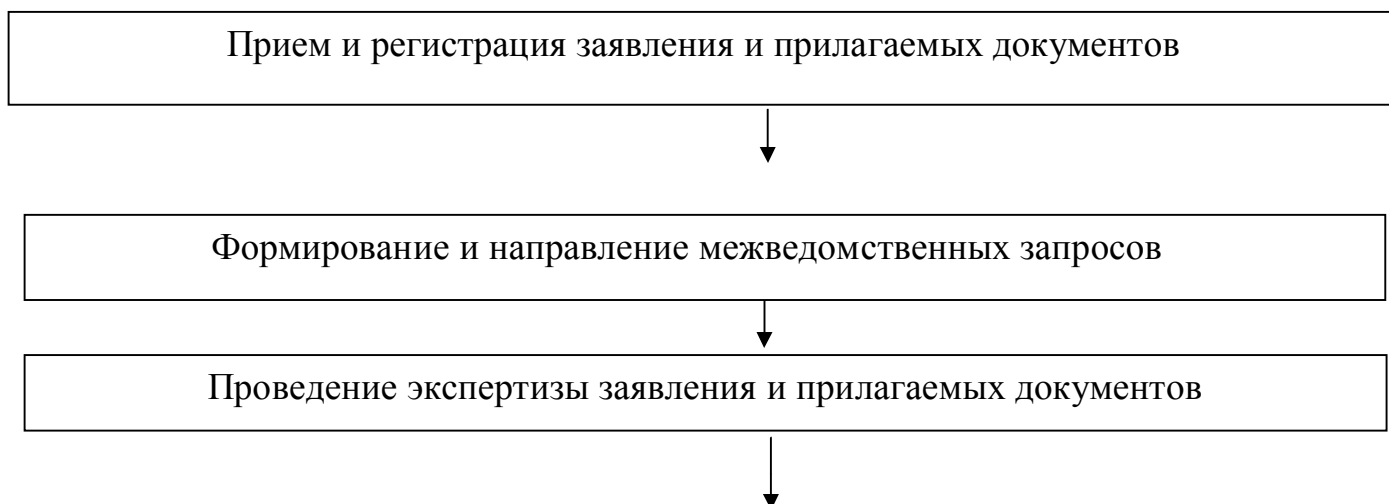 Прием и регистрация заявления и прилагаемых документов
Формирование и направление межведомственных запросов
Проведение экспертизы заявления и прилагаемых документов